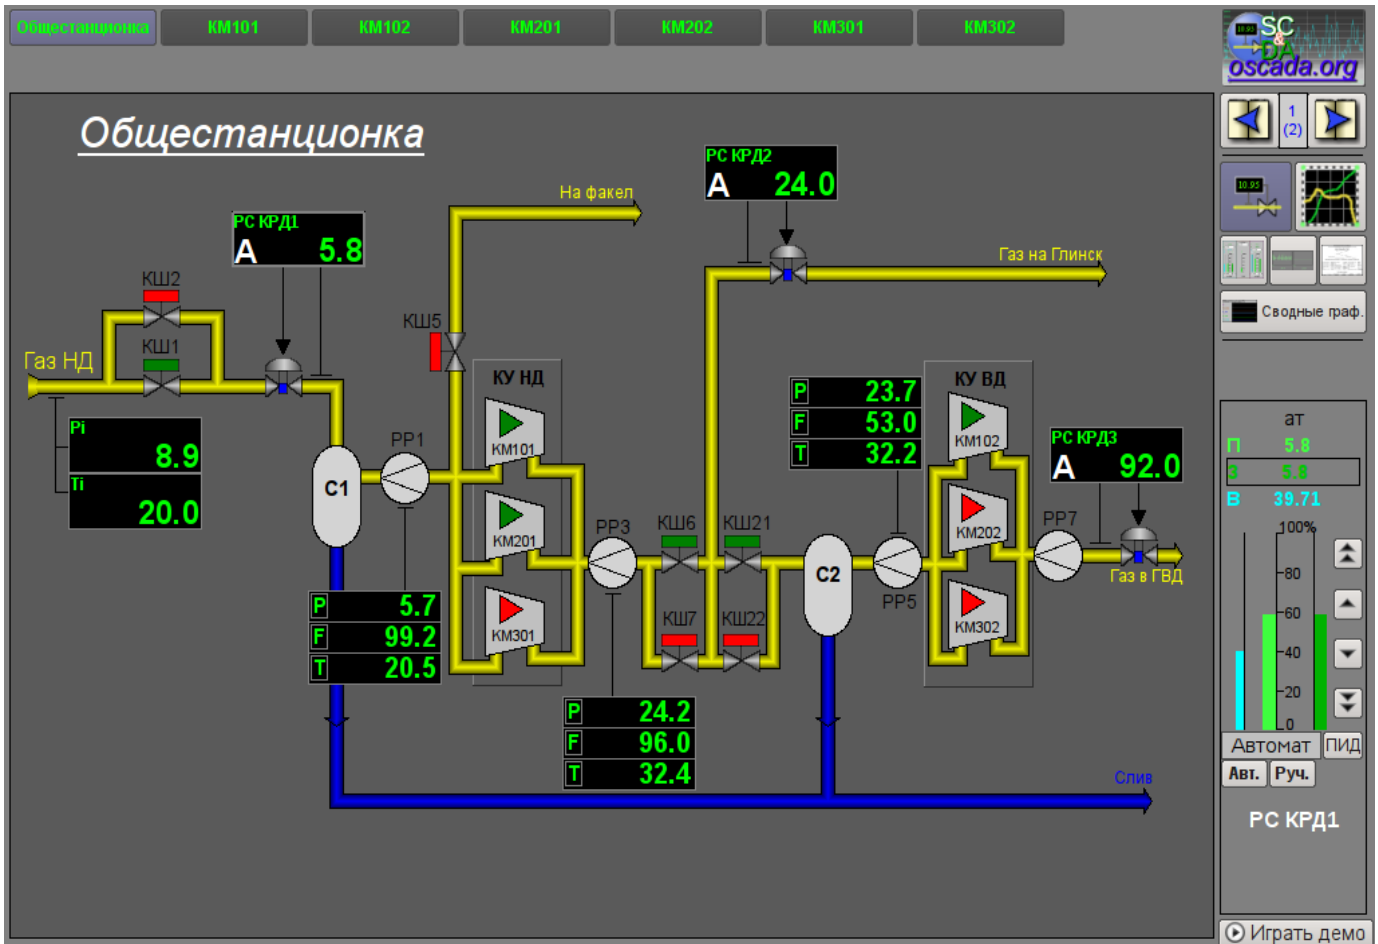 Общестанционка
КМ101
КМ102
КМ201
КМ202
КМ301
КМ302
SC
&
DA
oscada.org
1
(2)
Сводные граф.
Общестанционка
РС КРД1
А 5.8
На факел
РС КРД2
А 24.0
Газ на Глинск
КШ2
КШ1
КШ5
Газ НД
Pi
8.9
Ti
20.0
С1
РР1
КУ НД
КМ101
КМ201
КМ301
P 5.7
F 99.2
T 20.5
РР3
P 24.2
F 96.0
T 32.4
КШ6
КШ21
КШ7
КШ22
С2
P 23.7
F 53.0
T 32.2
РР5
КУ ВД
КМ102
КМ202
КМ302
РС КРД3
А 92.0
РР7
Газ в ГВД
Слив
ат
П 5.8
З 5.8
В 39.71
100%
80
60
40
20
0
Автомат
ПИД
Авт.
Руч.
РС КРД1
Играть демо